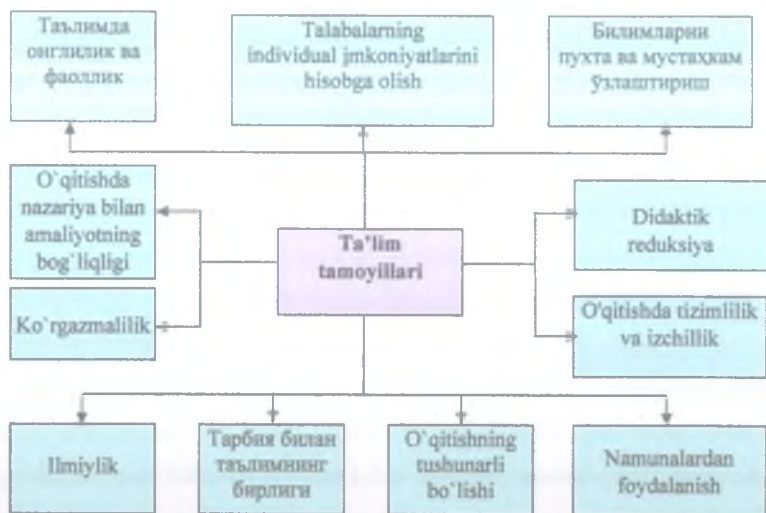 Таълимда
онглилик ва
фаоллик
Talabalarning
individual jmkoniyatlarini
hisobga olish
Билимларни
пухта ва мустаҳкам
ўзлаштириш
O`qitishda
nazariya bilan
amaliyotning
bog`liqligi
Ta’lim
tamoyillari
Didaktik
reduksiya
Ko`rgazmalilik
O'qitishda tizimlilik
va izchillik
Ilmiylik
Тарбия билан
таълимнинг
бирлиги
O`qitishning
tushunarli
bo`lishi
Namunalardan
foydalanish